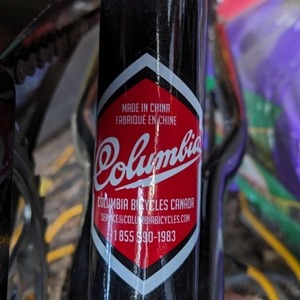 MADE IN CHINA
FABRIQUÉ EN CHINE
Columbia
COLUMBIA BICYCLES CANADA
SERVICE@COLUMBIABICYCLES.COM
1 855 590-1983